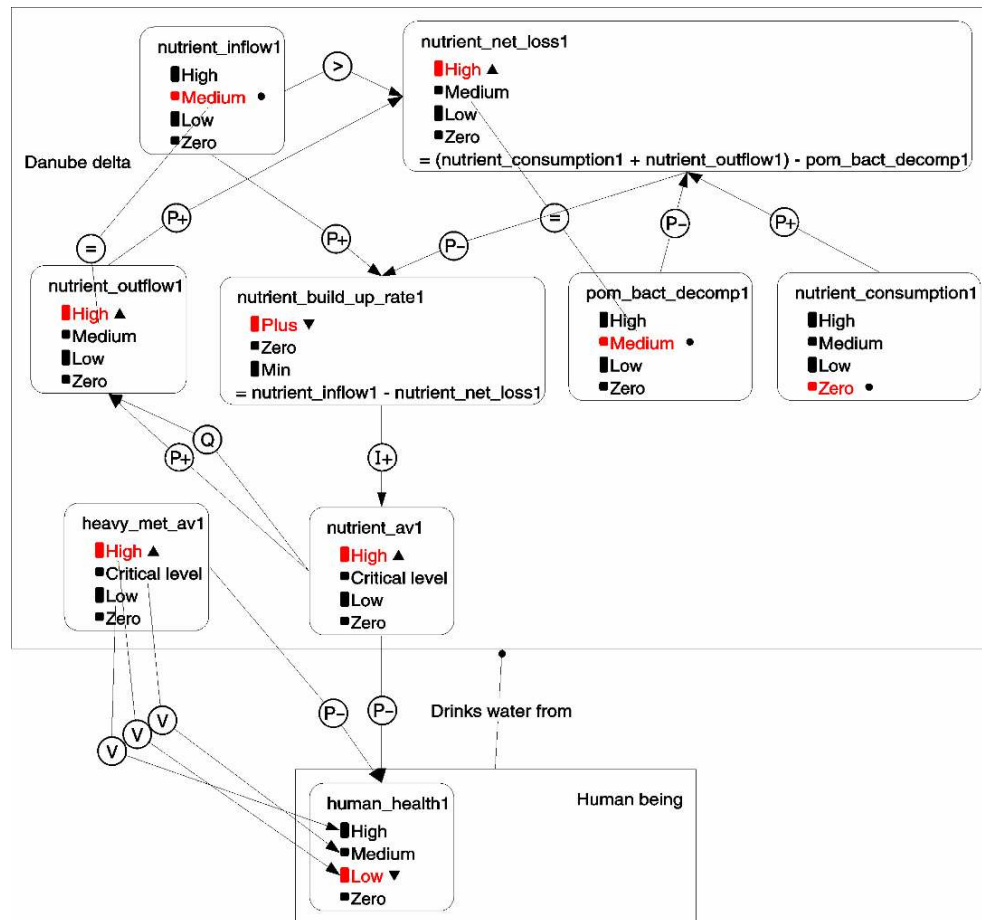 nutrient_inflow1
High
Medium
Low
Zero
>
nutrient_net_loss1
High
Medium
Low
Zero
= (nutrient_consumption1 + nutrient_outflow1) - pom_bact_decomp1
Danube delta
P+
=
P+
P-
=
P-
P+
nutrient_outflow1
High
Medium
Low
Zero
nutrient_build_up_rate1
Plus
Zero
Min
= nutrient_inflow1 - nutrient_net_loss1
pom_bact_decomp1
High
Medium
Low
Zero
nutrient_consumption1
High
Medium
Low
Zero
Q
P+
I+
heavy_met_av1
High
Critical level
Low
Zero
nutrient_av1
High
Critical level
Low
Zero
P-
P-
Drinks water from
V
V
V
human_health1
High
Medium
Low
Zero
Human being